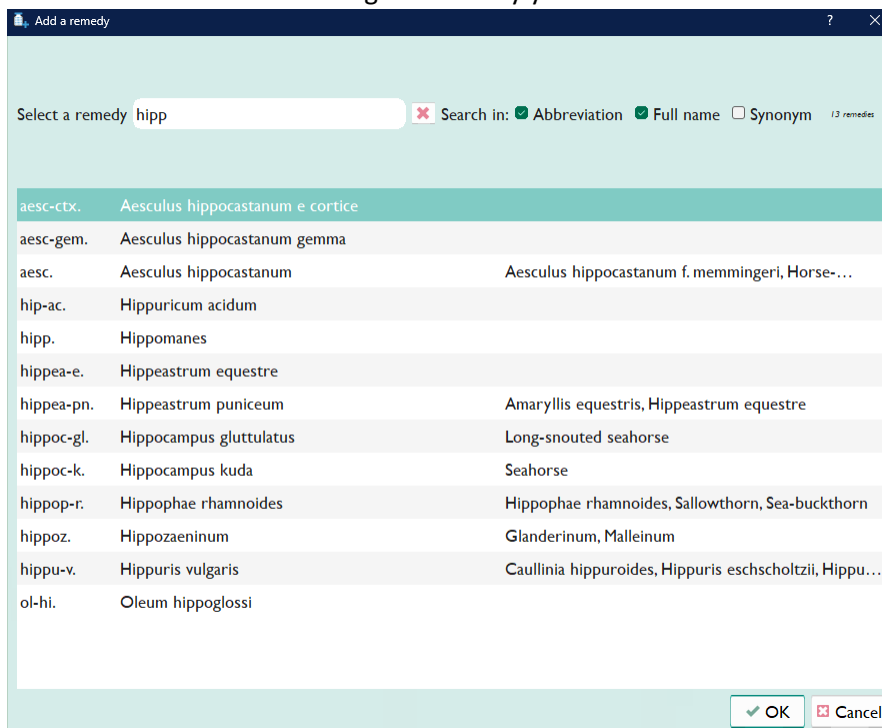 Add a remedy ?
Select a remedy hipp Search in: Abbreviation Full name Synonym 13 remedies
aesc-ctx. Aesculus hippocastanum e cortice
aesc-gem. Aesculus hippocastanum gemma
aesc. Aesculus hippocastanum Aesculus hippocastanum f. memmingeri, Horse-…
hip-ac. Hippuricum acidum
hipp. Hippomanes
hippea-e. Hippeastrum equestre
hippea-pn. Hippeastrum puniceum Amaryllis equestris, Hippeastrum equestre
hippoc-gl. Hippocampus gluttulatus Long-snouted seahorse
hippoc-k. Hippocampus kuda Seahorse
hippop-r. Hippophae rhamnoides Hippophae rhamnoides, Sallowthorn, Sea-buckthorn
hippoz. Hippozaeninum Glanderinum, Malleinum
hippu-v. Hippuris vulgaris Caullinia hippuroides, Hippuris eschscholtzii, Hippu…
ol-hi. Oleum hippoglossi
OK Cancel